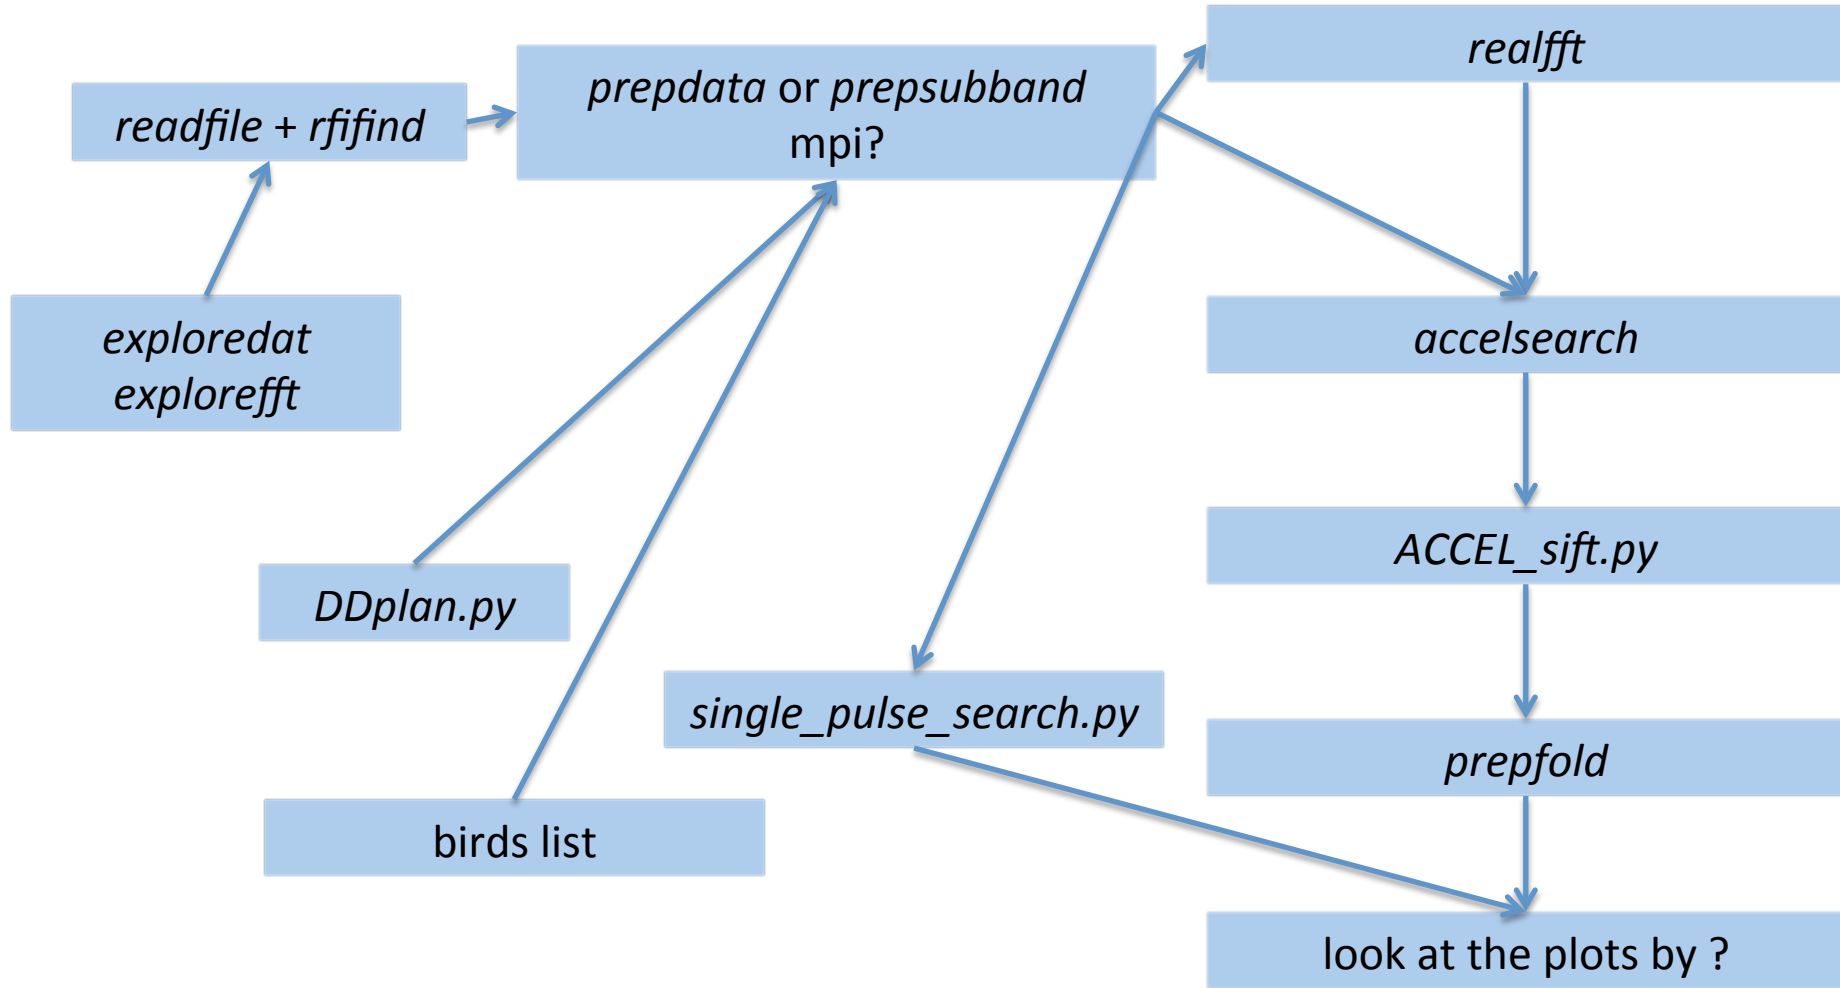 realfft
prepdata or prepsubband
mpi?
readfile + rfifind
exploredat
explorefft
accelsearch
ACCEL_sift.py
DDplan.py
single_pulse_search.py
prepfold
birds list
look at the plots by ?